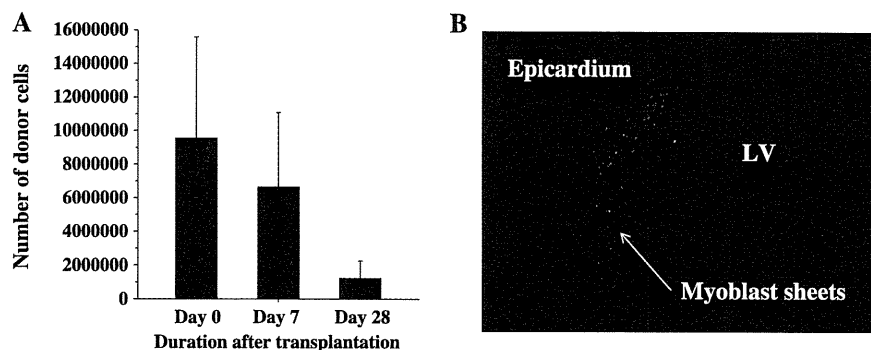 A
16000000
14000000
12000000
10000000
8000000
6000000
4000000
2000000
0
Number of donor cells
Day 0 Day 7 Day 28
Duration after transplantation
B
Epicardium
LV
Myoblast sheets